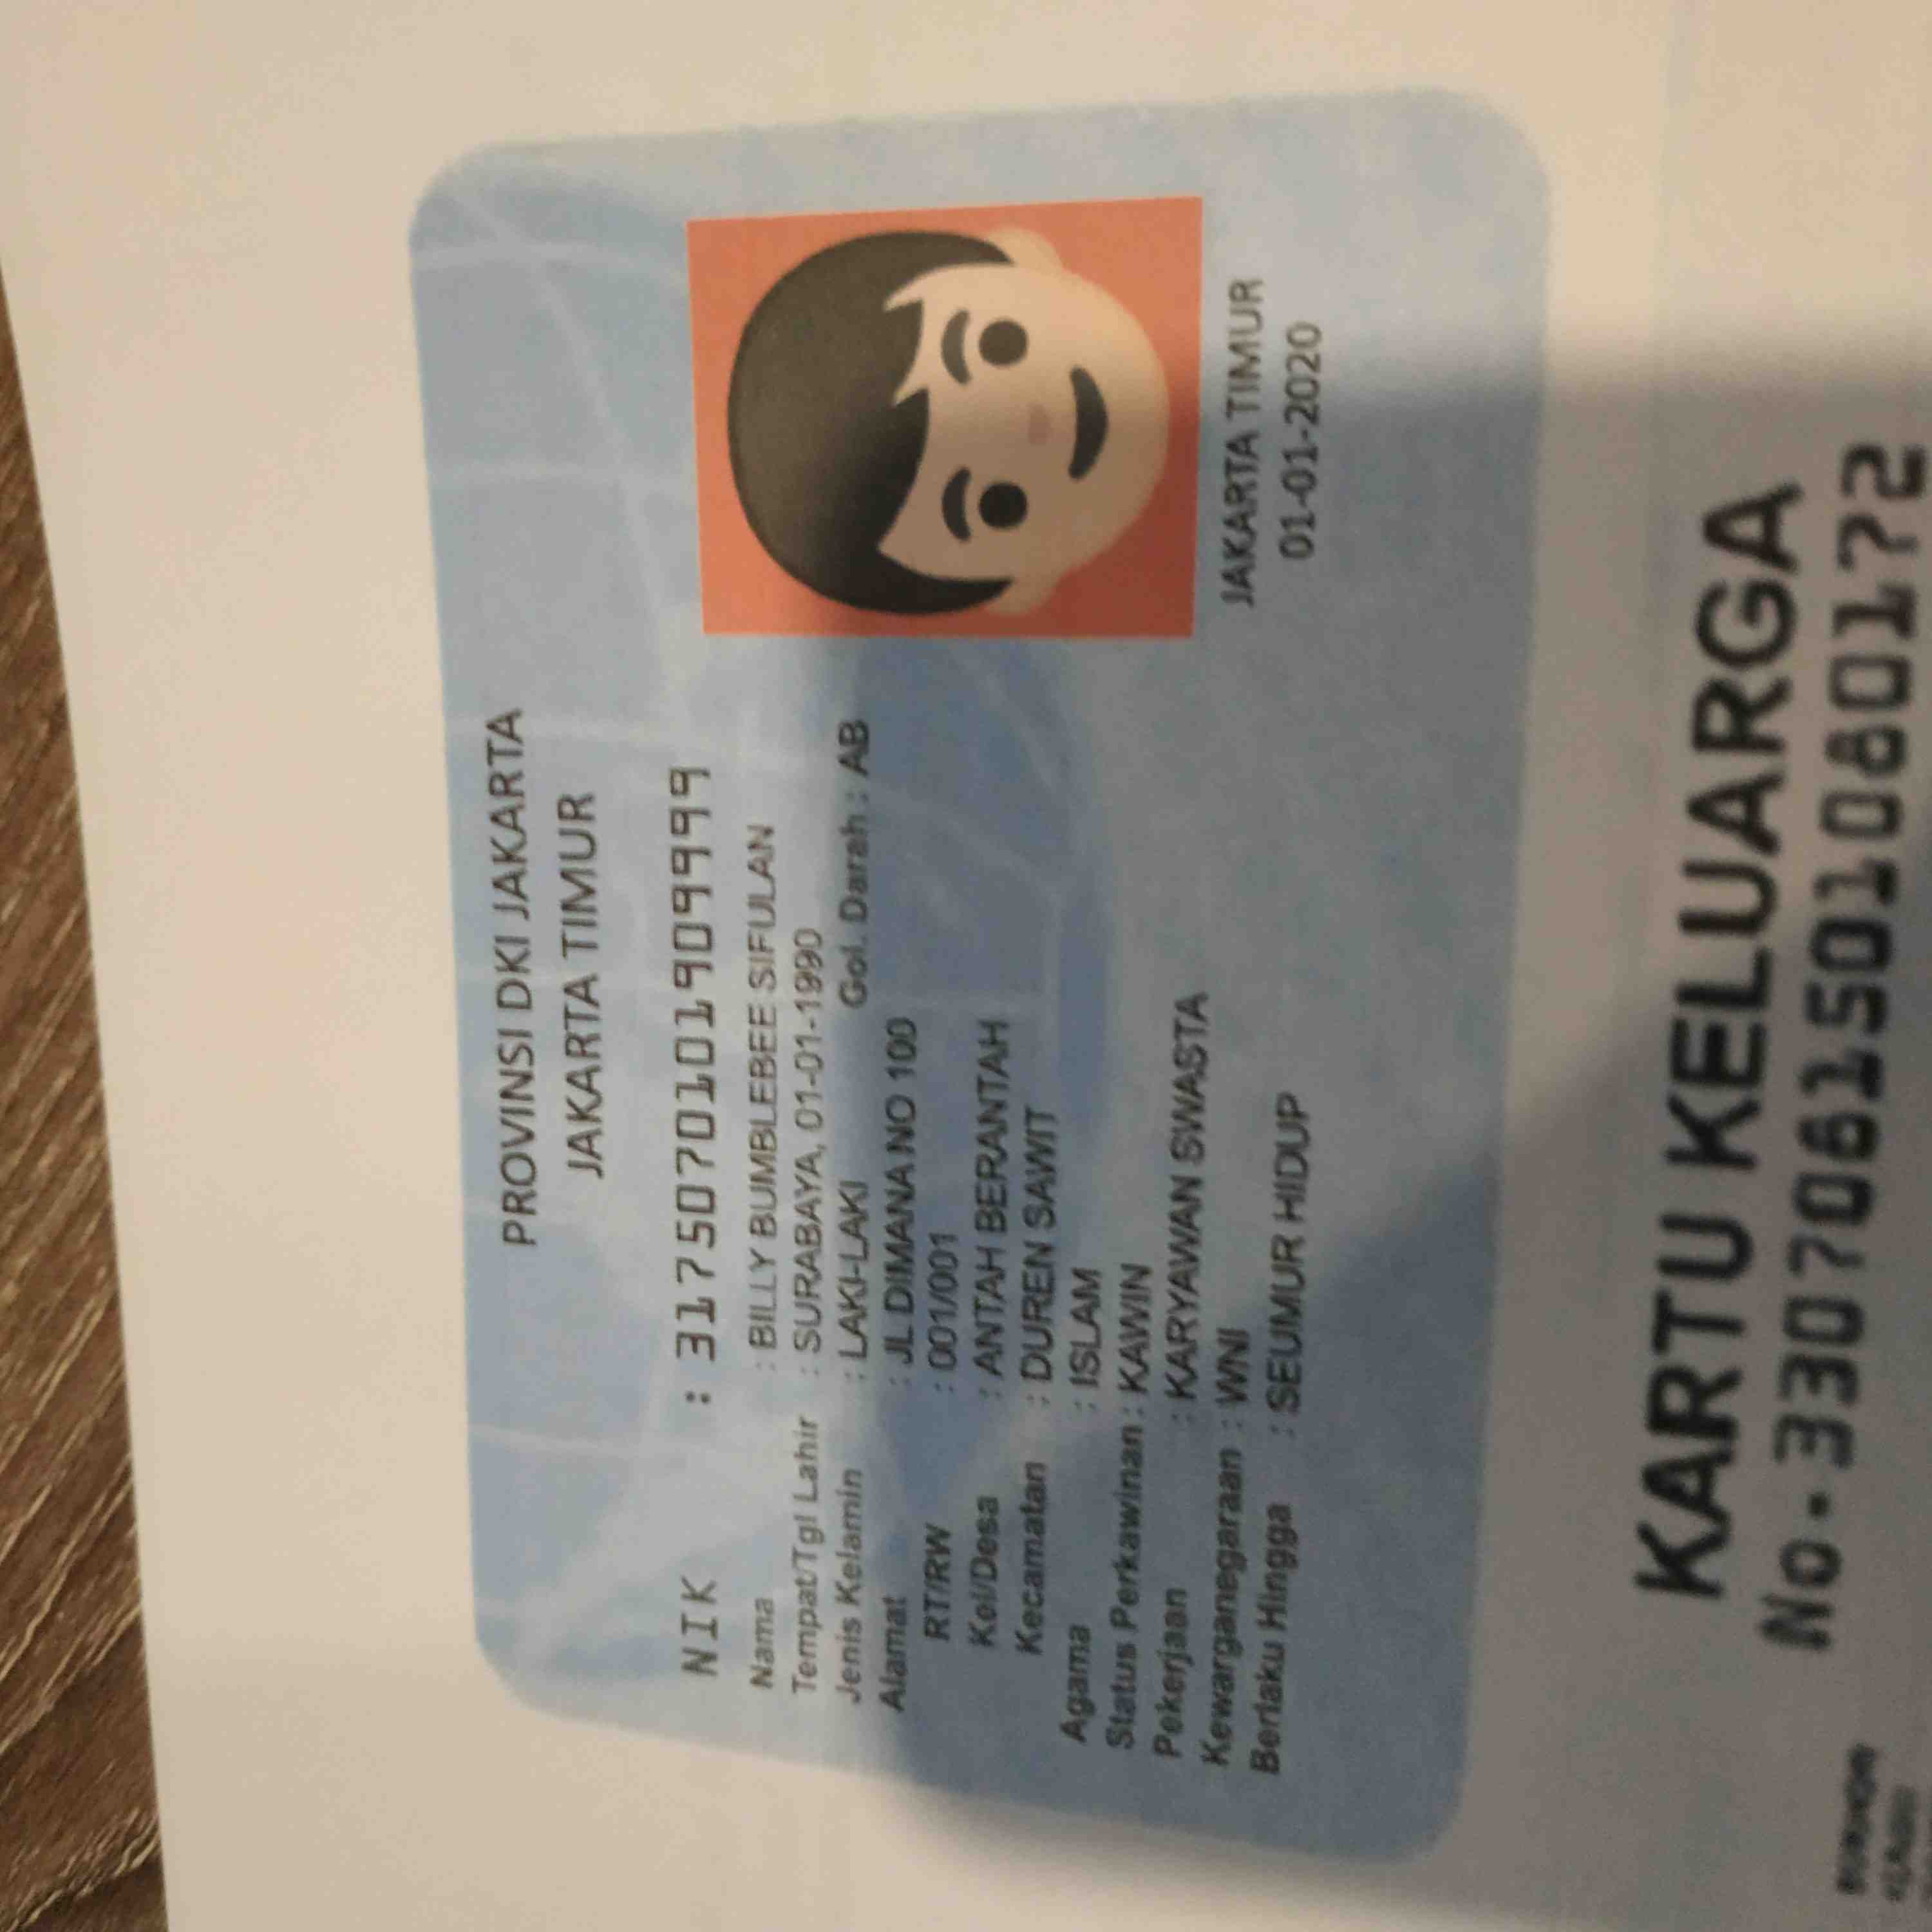 PROVINSI DKI JAKARTA
JAKARTA TIMUR
NIK : 3175070101909999
Nama : BILLY BUMBLEBEE SIFULAN
Tempat/Tgl Lahir : SURABAYA, 01-01-1990
Jenis Kelamin : LAKI-LAKI Gol. Darah : AB
Alamat : JL DIMANA NO 100
RT/RW : 001/001
Kel/Desa : ANTAH BERANTAH
Kecamatan : DUREN SAWIT
Agama : ISLAM
Status Perkawinan : KAWIN
Pekerjaan : KARYAWAN SWASTA
Kewarganegaraan : WNI
Berlaku Hingga : SEUMUR HIDUP
JAKARTA TIMUR
01-01-2020
KARTU KELUARGA
No. 3307061501080172